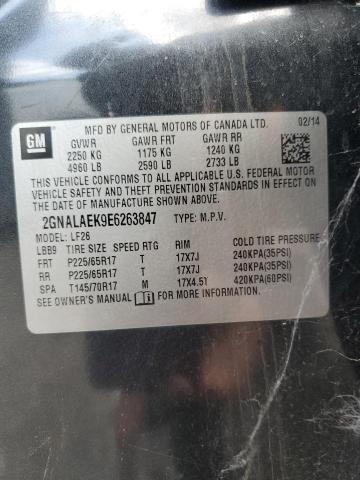 GM MFD BY GENERAL MOTORS OF CANADA LTD. 02/14
GVWR GAWR FRT GAWR RR
2250 KG 1175 KG 1240 KG
4960 LB 2590 LB 2733 LB
THIS VEHICLE CONFORMS TO ALL APPLICABLE U.S. FEDERAL MOTOR
VEHICLE SAFETY AND THEFT PREVENTION STANDARDS IN EFFECT ON
THE DATE OF MANUFACTURE SHOWN ABOVE.
2GNALAEK9E6263847 TYPE: M.P.V.
MODEL: LF26
LBB9 TIRE SIZE SPEED RTG RIM COLD TIRE PRESSURE
FRT P225/65R17 T 17X7J 240KPA(35PSI)
RR P225/65R17 T 17X7J 240KPA(35PSI)
SPA T145/70R17 M 17X4.5T 420KPA(60PSI)
SEE OWNER'S MANUAL FOR MORE INFORMATION.